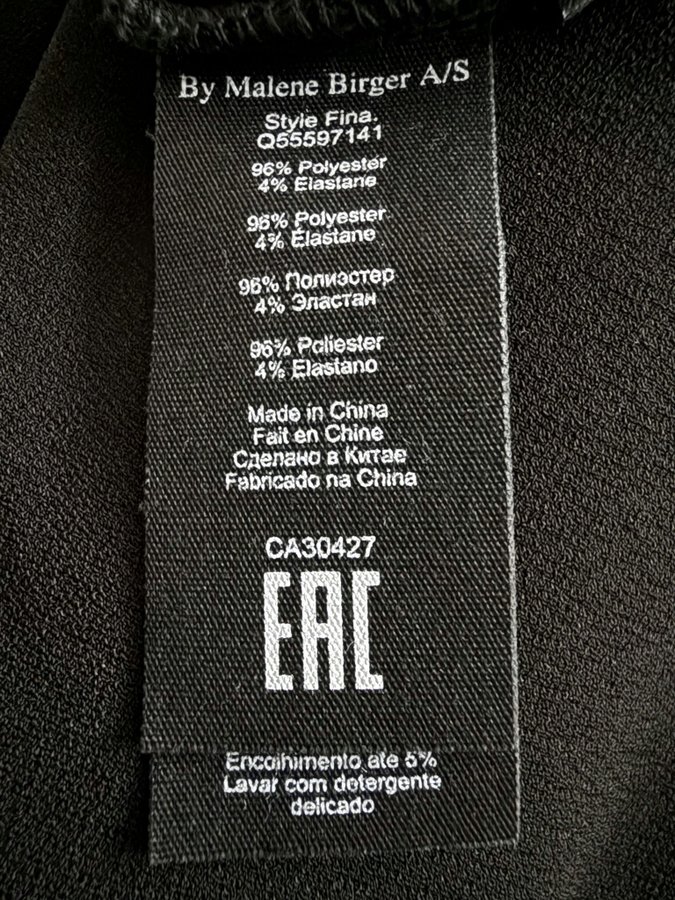 By Malene Birger A/S
Style Fina.
Q55597141
96% Polyester
4% Elastane
96% Polyester
4% Élastane
96% Полиэстер
4% Эластан
96% Poliester
4% Elastano
Made in China
Fait en Chine
Сделано в Китае
Fabricado na China
CA30427
EAC
Encolhimento ate 5%
Lavar com detergente
delicado